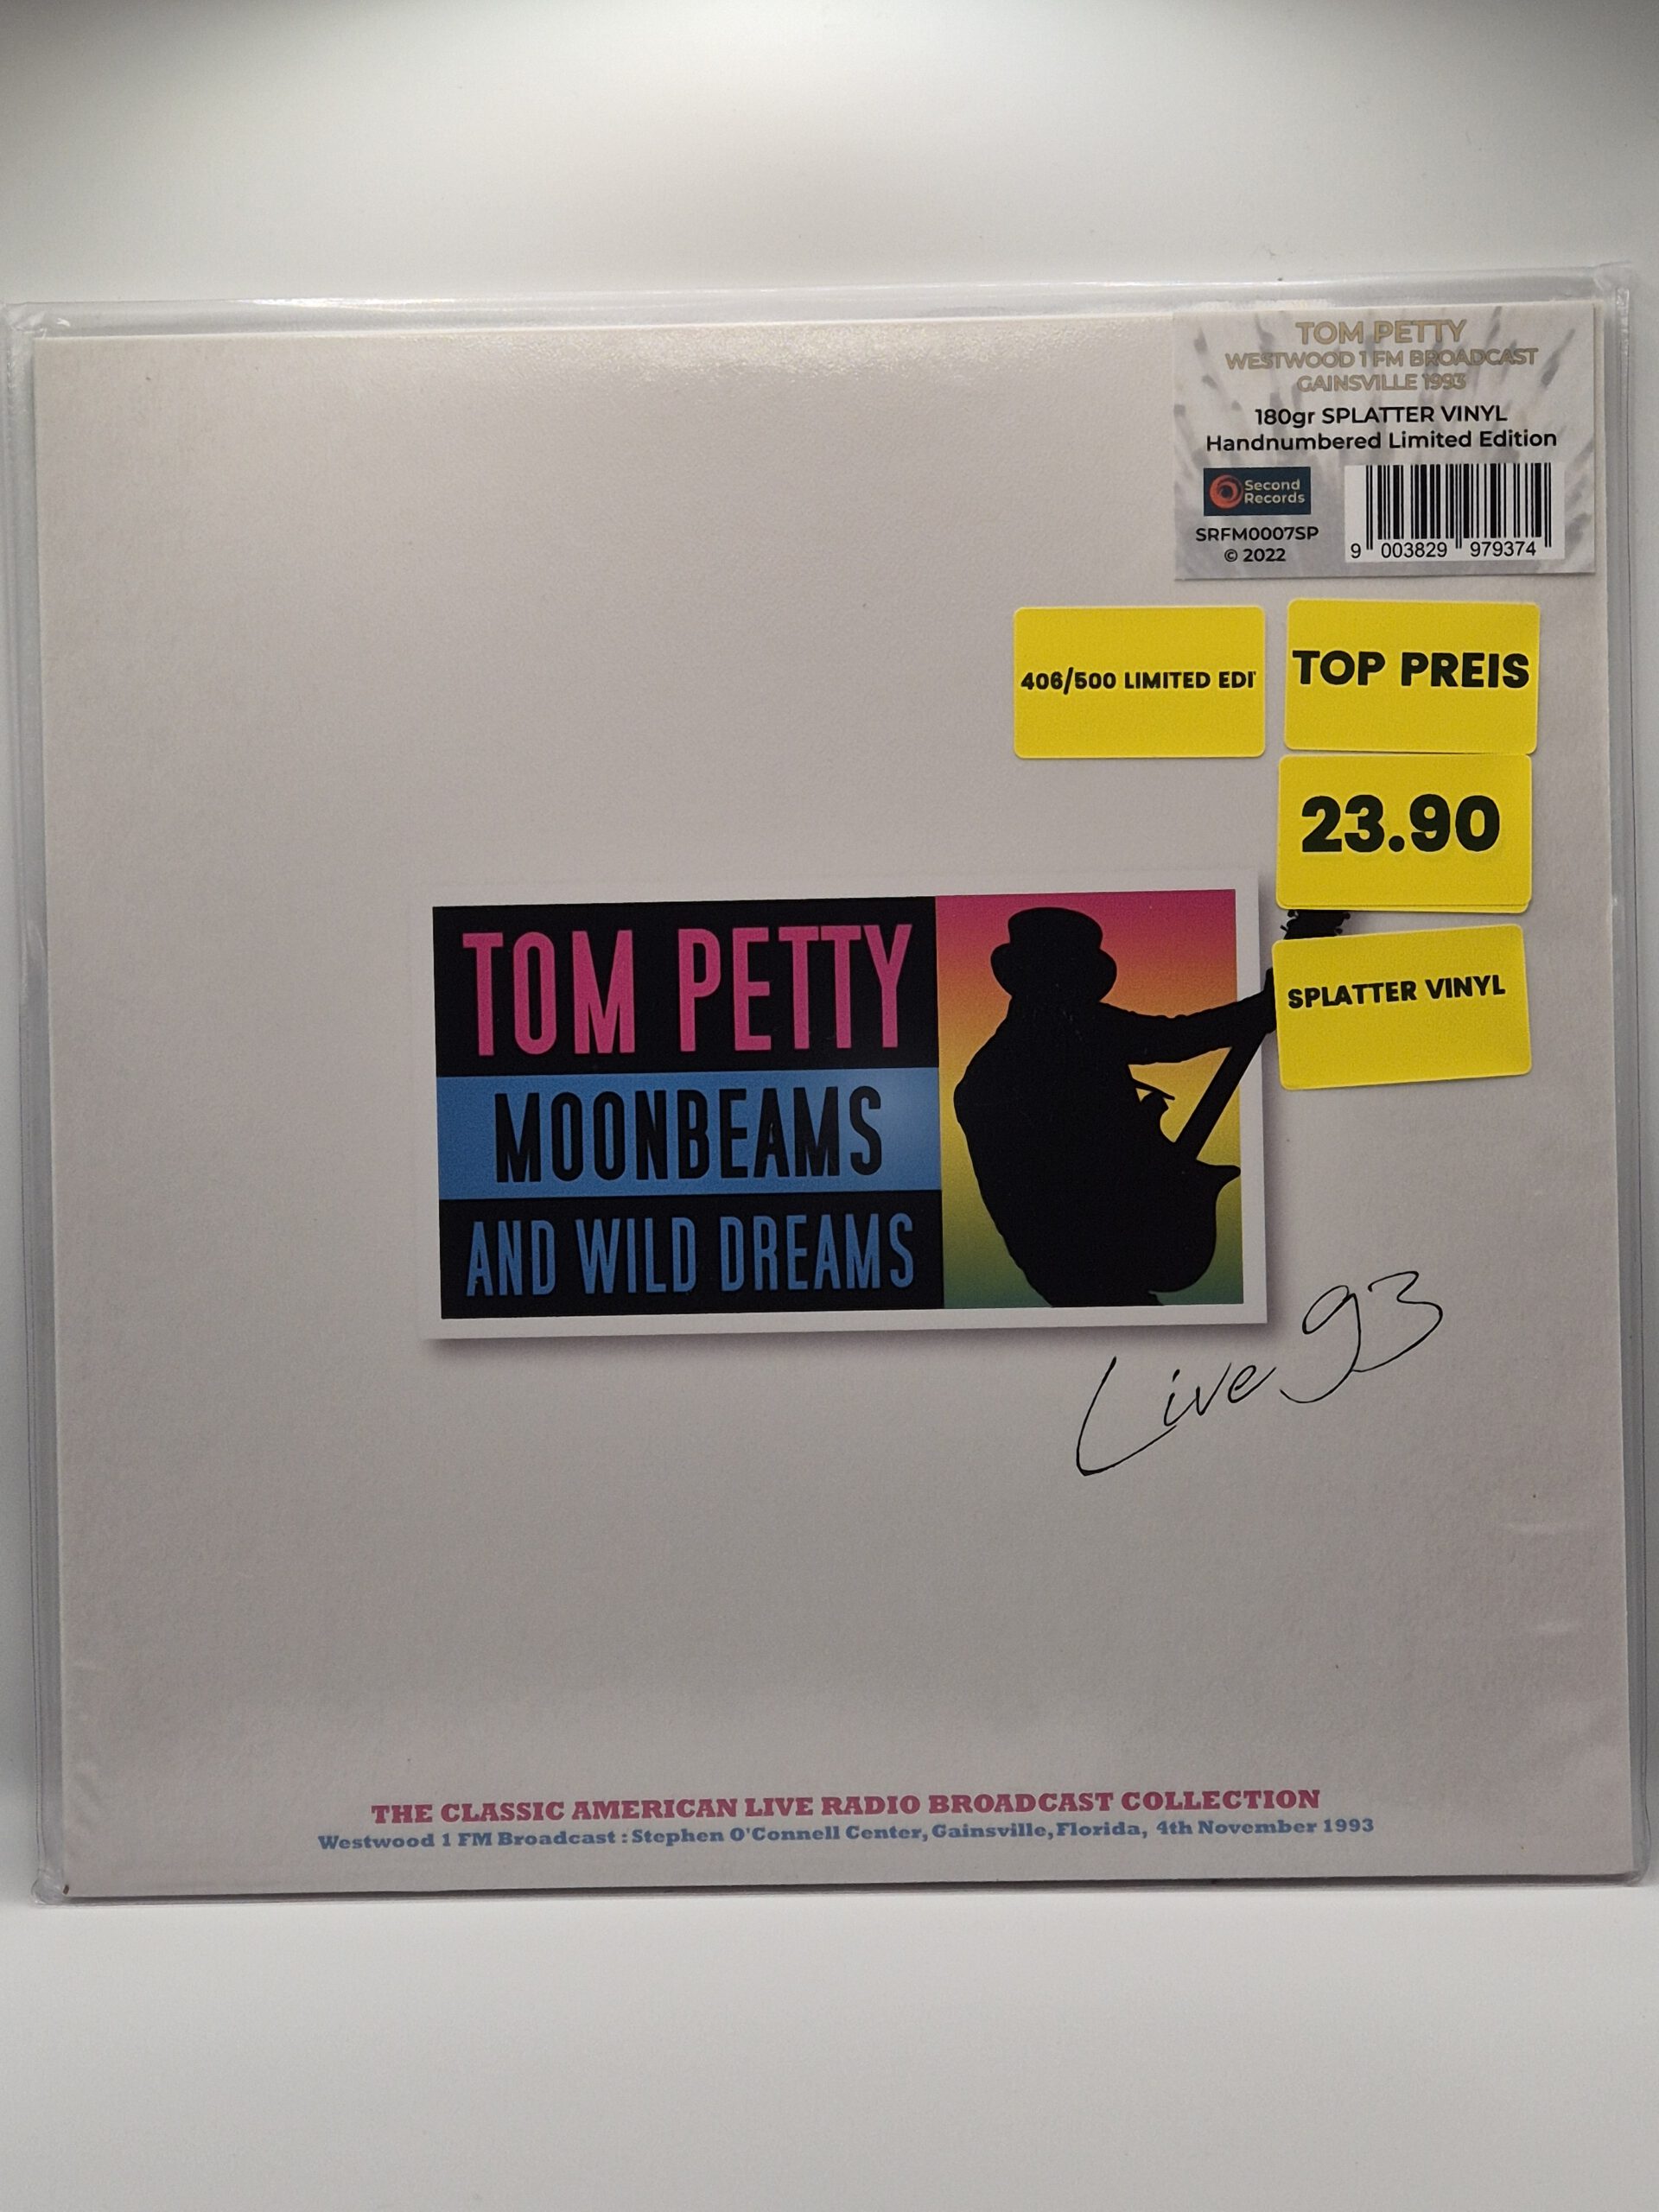 TOM PETTY
WESTWOOD 1 FM BROADCAST
GAINSVILLE 1993
180gr SPLATTER VINYL
Handnumbered Limited Edition
Second
Records
SRFM0007SP
© 2022
9 003829 979374
406/500 LIMITED EDI
TOP PREIS
23.90
SPLATTER VINYL
TOM PETTY
MOONBEAMS
AND WILD DREAMS
Live 93
THE CLASSIC AMERICAN LIVE RADIO BROADCAST COLLECTION
Westwood 1 FM Broadcast : Stephen O'Connell Center, Gainsville, Florida, 4th November 1993